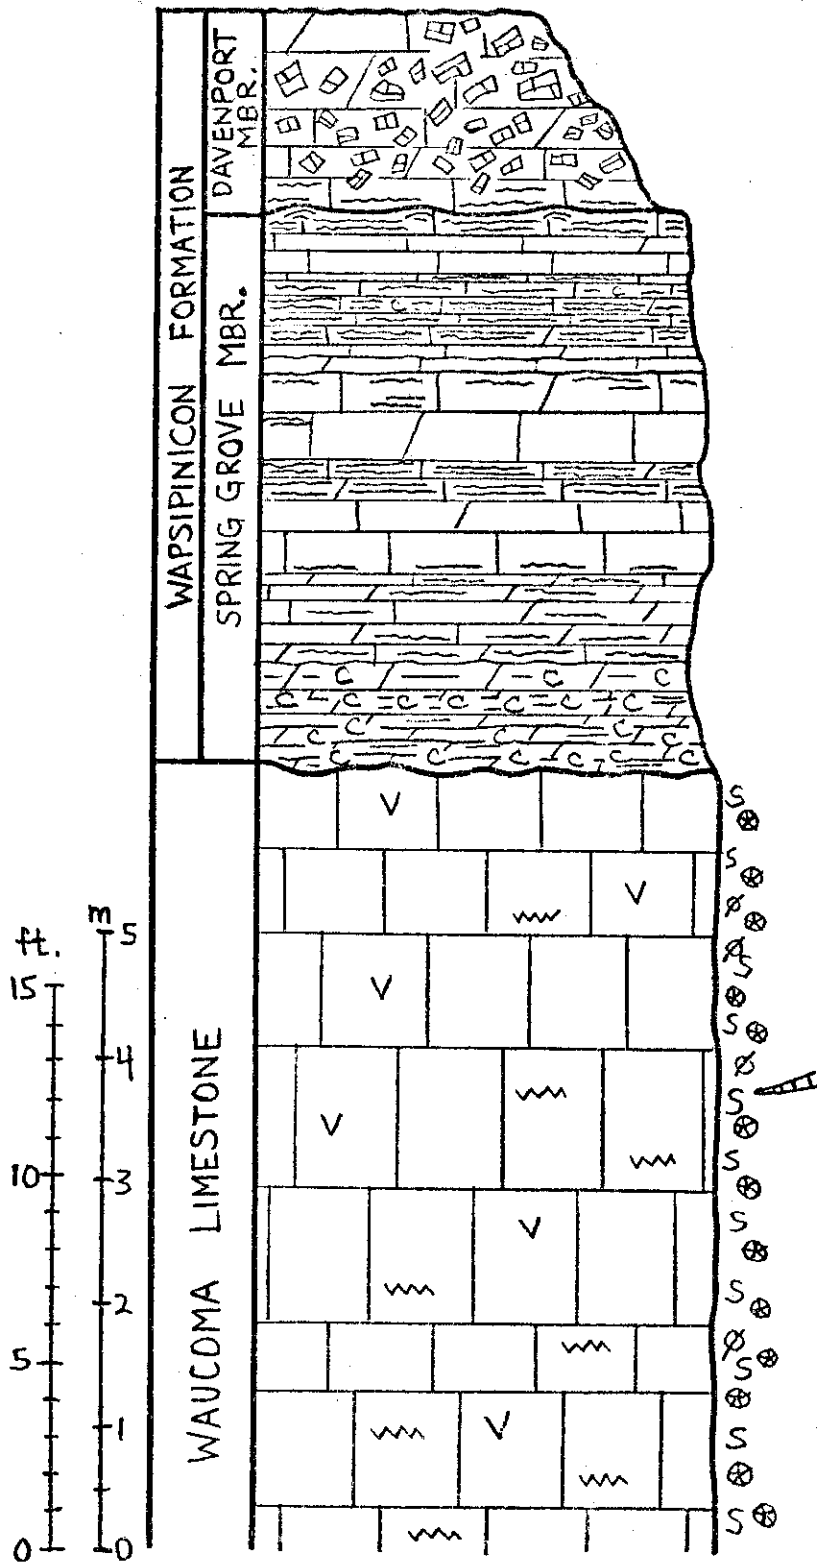 WAPSIPINICON FORMATION
DAVENPORT
MBR.
SPRING GROVE MBR.
WAUCOMA LIMESTONE
ft.
15
10
5
0
m
5
4
3
2
1
0